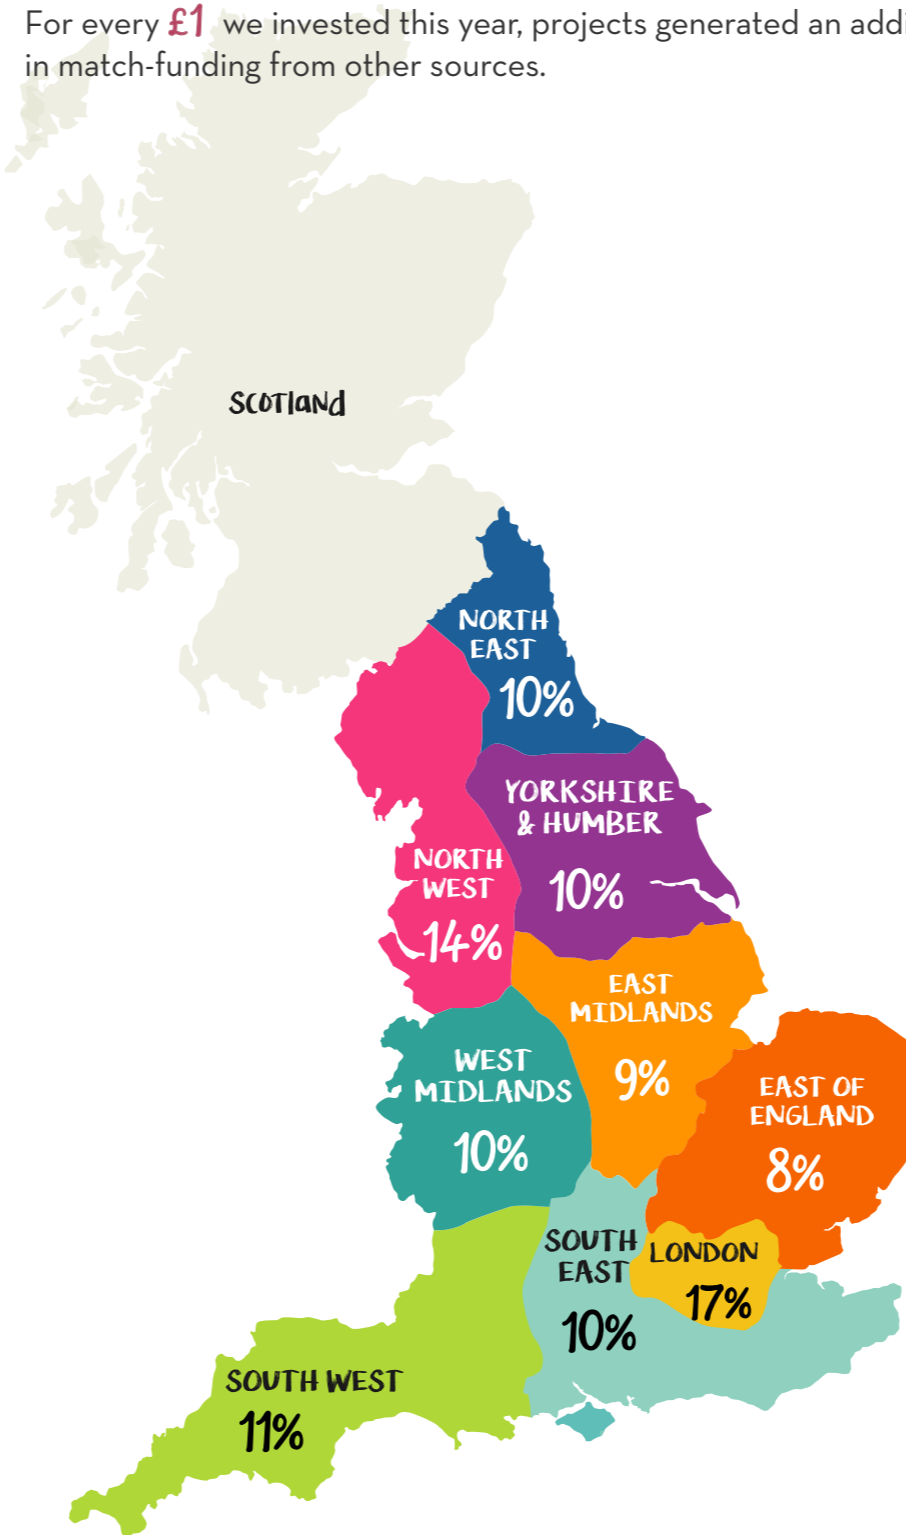 For every £1 we invested this year, projects generated an
in match-funding from other sources.
SCOTland
NORTH
EAST
10%
YORKSHIRE
& HUMBER
10%
NORTH
WEST
14%
EAST
MIDLANDS
9%
WEST
MIDLANDS
10%
EAST OF
ENGLAND
8%
SOUTH
EAST
10%
LONDON
17%
SOUTH WEST
11%